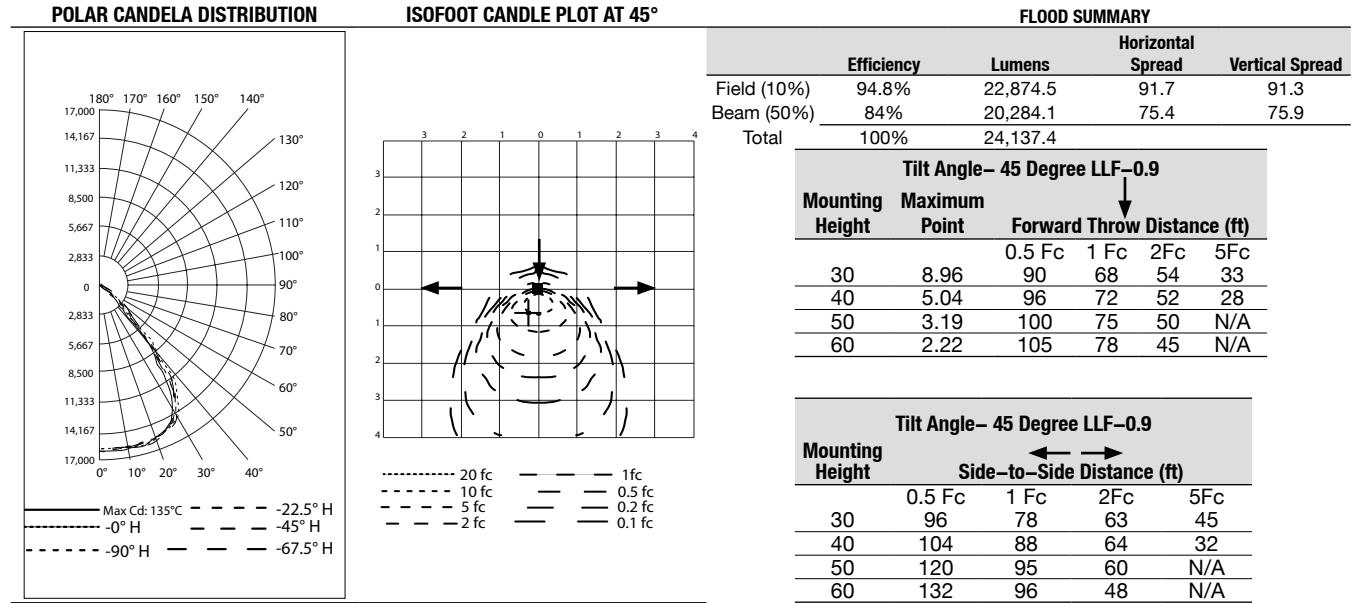 POLAR CANDELA DISTRIBUTION
180° 170° 160° 150° 140°
17,000
14,167
130°
11,333
120°
8,500
110°
5,667
100°
2,833
0
90°
2,833
80°
5,667
70°
8,500
60°
11,333
14,167
50°
17,000
0° 10° 20° 30° 40°
Max Cd: 135°C
-22.5° H
-0° H
-45° H
-90° H
-67.5° H
ISOFOOT CANDLE PLOT AT 45°
3 2 1 0 1 2 3 4
3
2
1
0
1
2
3
4
20 fc
1fc
10 fc
0.5 fc
5 fc
0.2 fc
2 fc
0.1 fc
FLOOD SUMMARY
Efficiency Lumens Horizontal Spread Vertical Spread
Field (10%) 94.8% 22,874.5 91.7 91.3
Beam (50%) 84% 20,284.1 75.4 75.9
Total 100% 24,137.4
Tilt Angle– 45 Degree LLF–0.9
Mounting Height Maximum Point Forward Throw Distance (ft)
0.5 Fc 1 Fc 2Fc 5Fc
30 8.96 90 68 54 33
40 5.04 96 72 52 28
50 3.19 100 75 50 N/A
60 2.22 105 78 45 N/A
Tilt Angle– 45 Degree LLF–0.9
Mounting Height Side–to–Side Distance (ft)
0.5 Fc 1 Fc 2Fc 5Fc
30 96 78 63 45
40 104 88 64 32
50 120 95 60 N/A
60 132 96 48 N/A